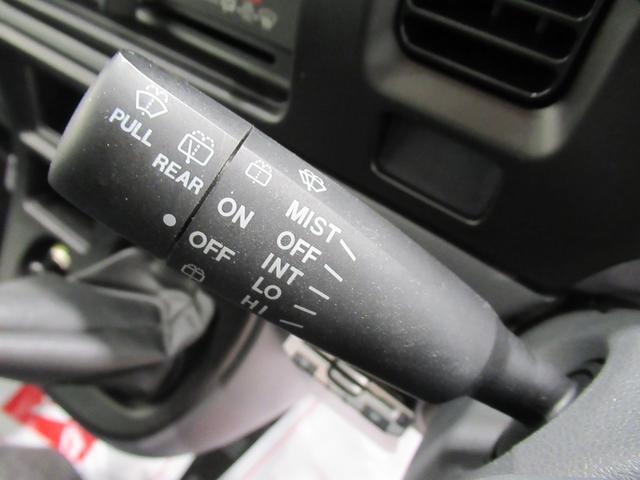 PULL
REAR
ON
OFF
MIST
OFF
INT
LO
HI